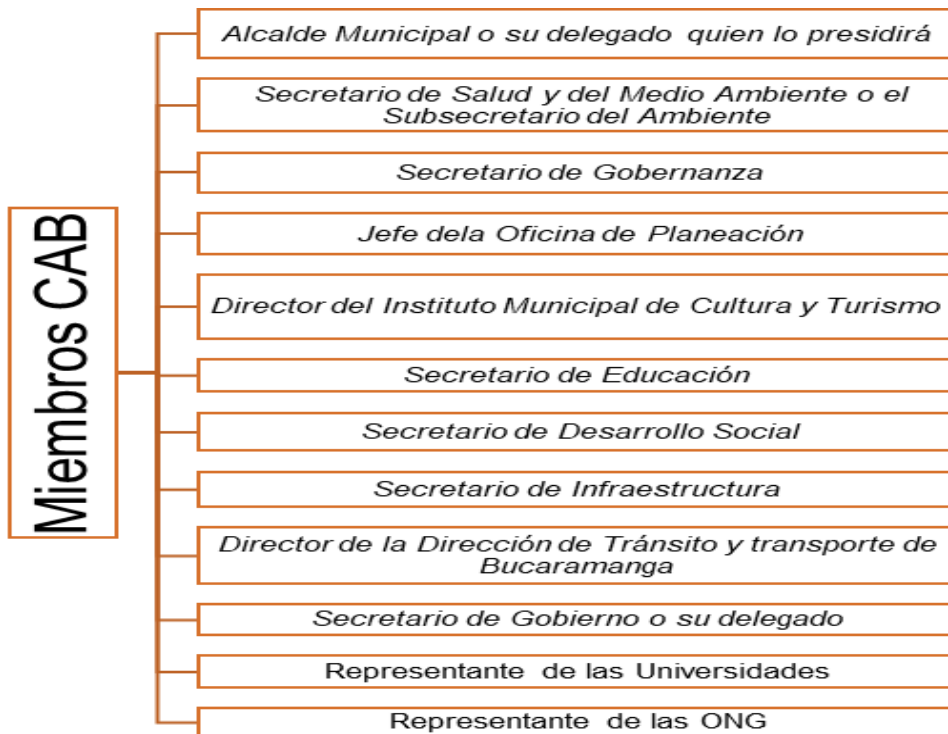 Miembros CAB
Alcalde Municipal o su delegado quien lo presidirá
Secretario de Salud y del Medio Ambiente o el
Subsecretario del Ambiente
Secretario de Gobernanza
Jefe dela Oficina de Planeación
Director del Instituto Municipal de Cultura y Turismo
Secretario de Educación
Secretario de Desarrollo Social
Secretario de Infraestructura
Director de la Dirección de Tránsito y transporte de
Bucaramanga
Secretario de Gobierno o su delegado
Representante de las Universidades
Representante de las ONG